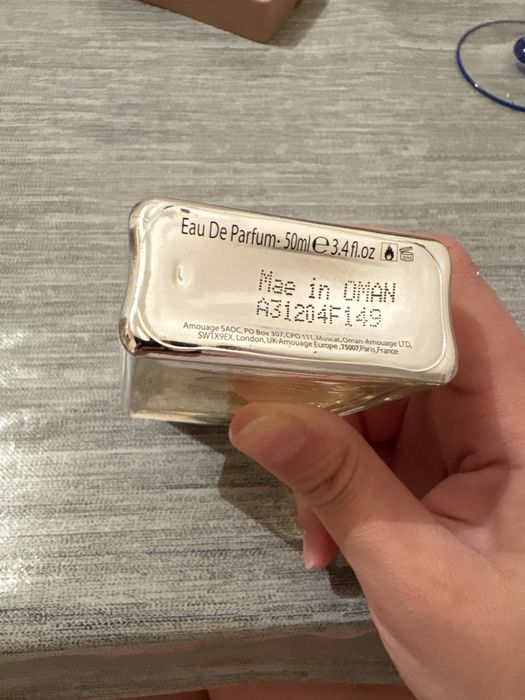 Eau De Parfum· 50ml ℮ 3.4 fl.oz
Mae in OMAN
A31204F149
Amouage SAOC, PO Box 307, CPO 111, Muscat, Oman-Amouage LTD,
SW1X9EX, London, UK-Amouage Europe ,75007,Paris,France